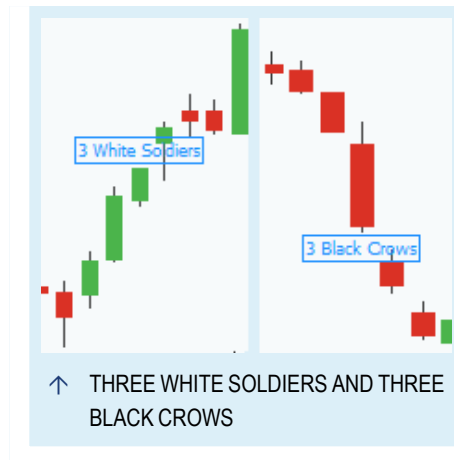 3 White Soldiers
3 Black Crows
↑ THREE WHITE SOLDIERS AND THREE
BLACK CROWS